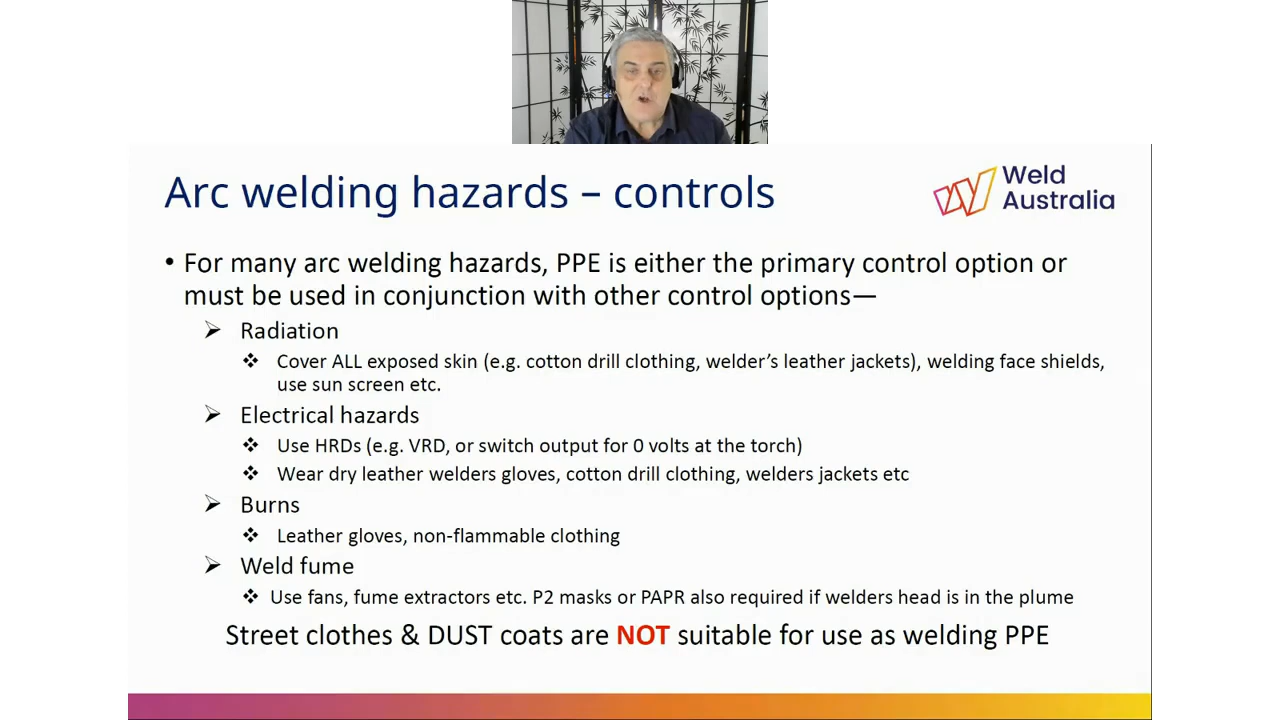 Arc welding hazards – controls
Weld
Australia
• For many arc welding hazards, PPE is either the primary control option or
must be used in conjunction with other control options—
➢ Radiation
❖ Cover ALL exposed skin (e.g. cotton drill clothing, welder’s leather jackets), welding face shields,
use sun screen etc.
➢ Electrical hazards
❖ Use HRDs (e.g. VRD, or switch output for 0 volts at the torch)
❖ Wear dry leather welders gloves, cotton drill clothing, welders jackets etc
➢ Burns
❖ Leather gloves, non-flammable clothing
➢ Weld fume
❖ Use fans, fume extractors etc. P2 masks or PAPR also required if welders head is in the plume
Street clothes & DUST coats are NOT suitable for use as welding PPE